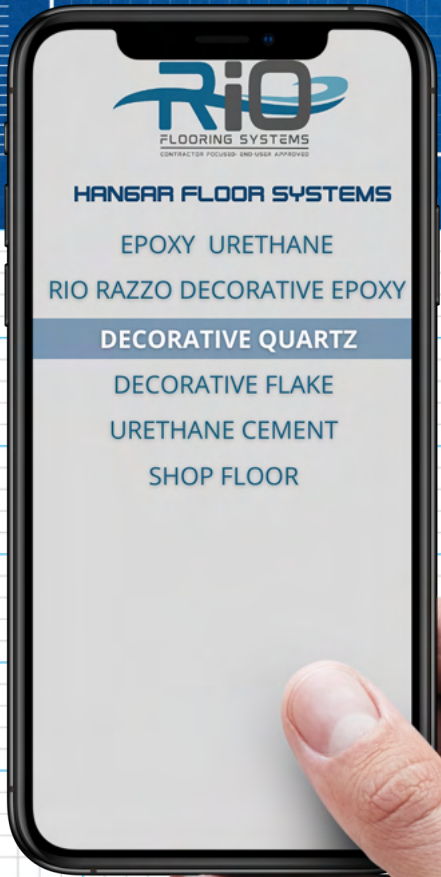 RiO
FLOORING SYSTEMS
CONTRACTOR FOCUSED- END-USER APPROVED
HANGAR FLOOR SYSTEMS
EPOXY URETHANE
RIO RAZZO DECORATIVE EPOXY
DECORATIVE QUARTZ
DECORATIVE FLAKE
URETHANE CEMENT
SHOP FLOOR